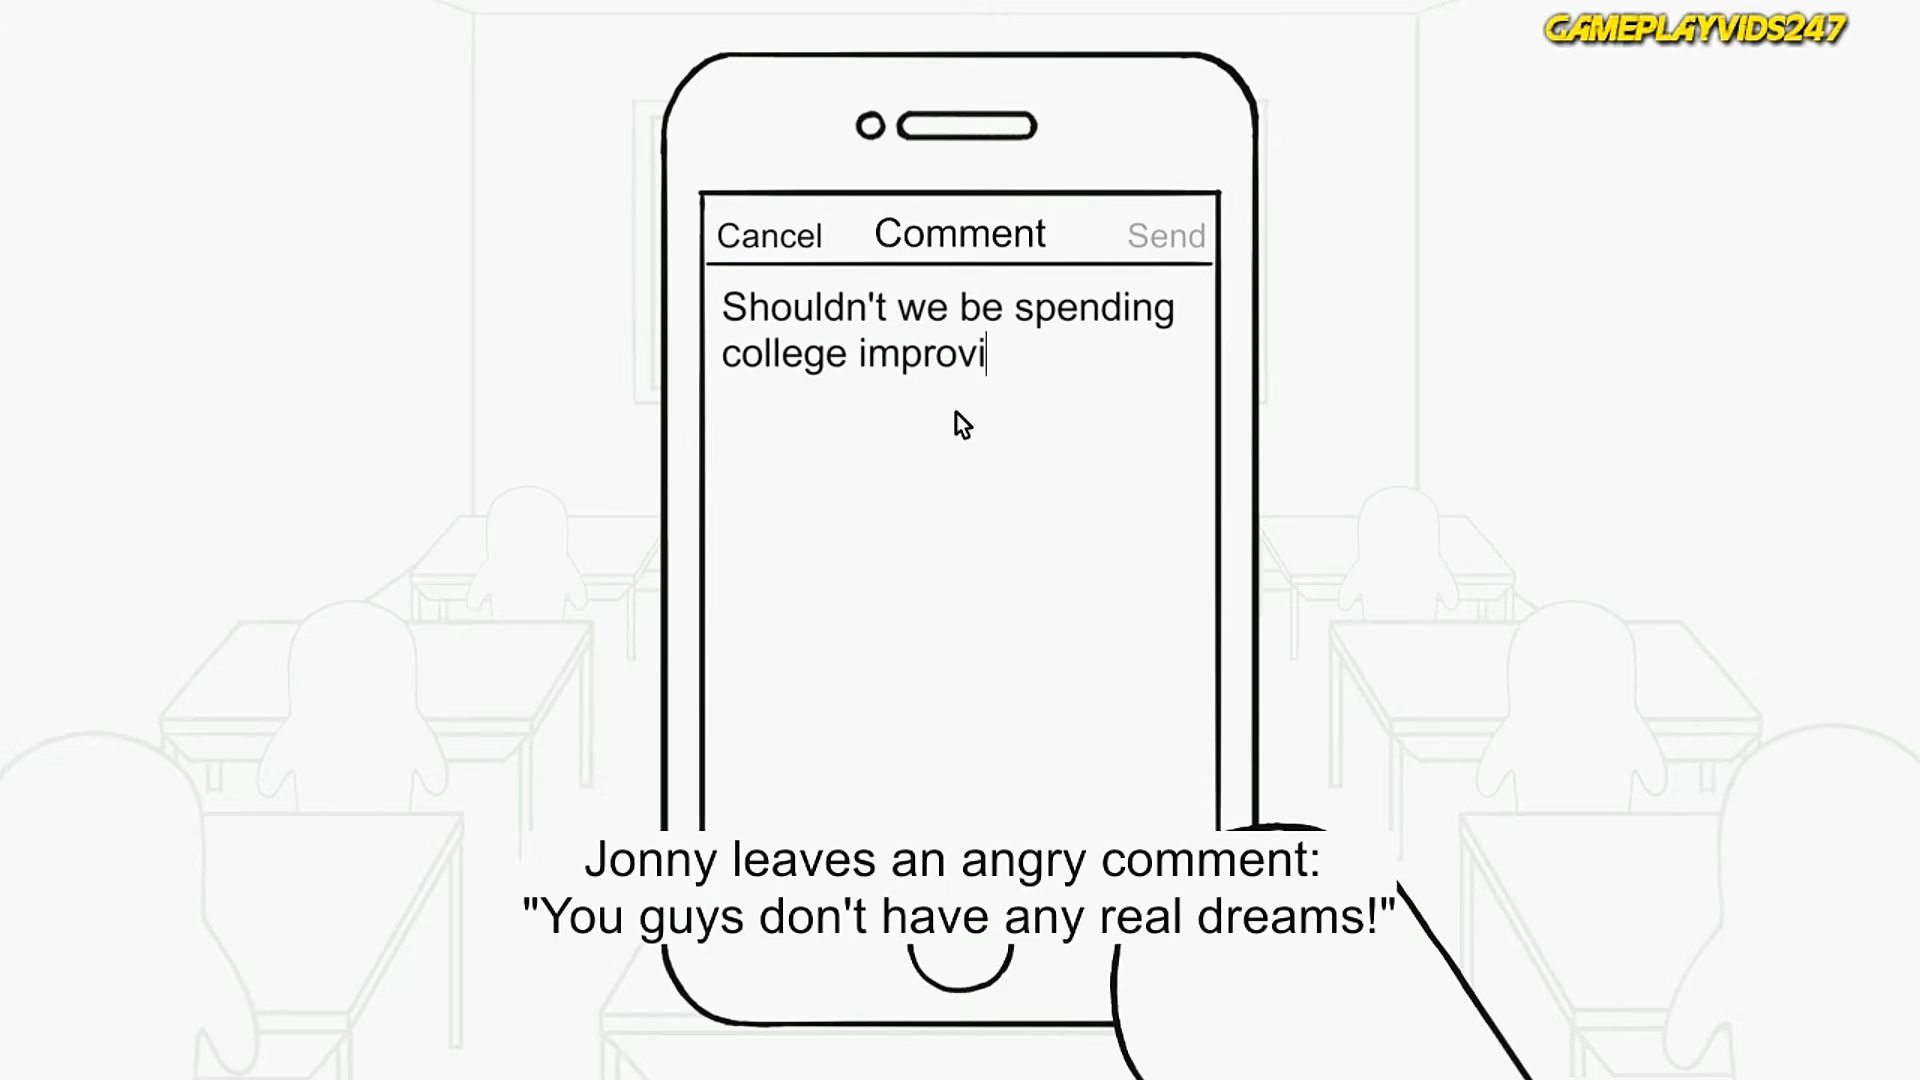 GAMEPLAYVIDS247
Cancel Comment Send
Shouldn't we be spending
college improvi
Jonny leaves an angry comment:
"You guys don't have any real dreams!"